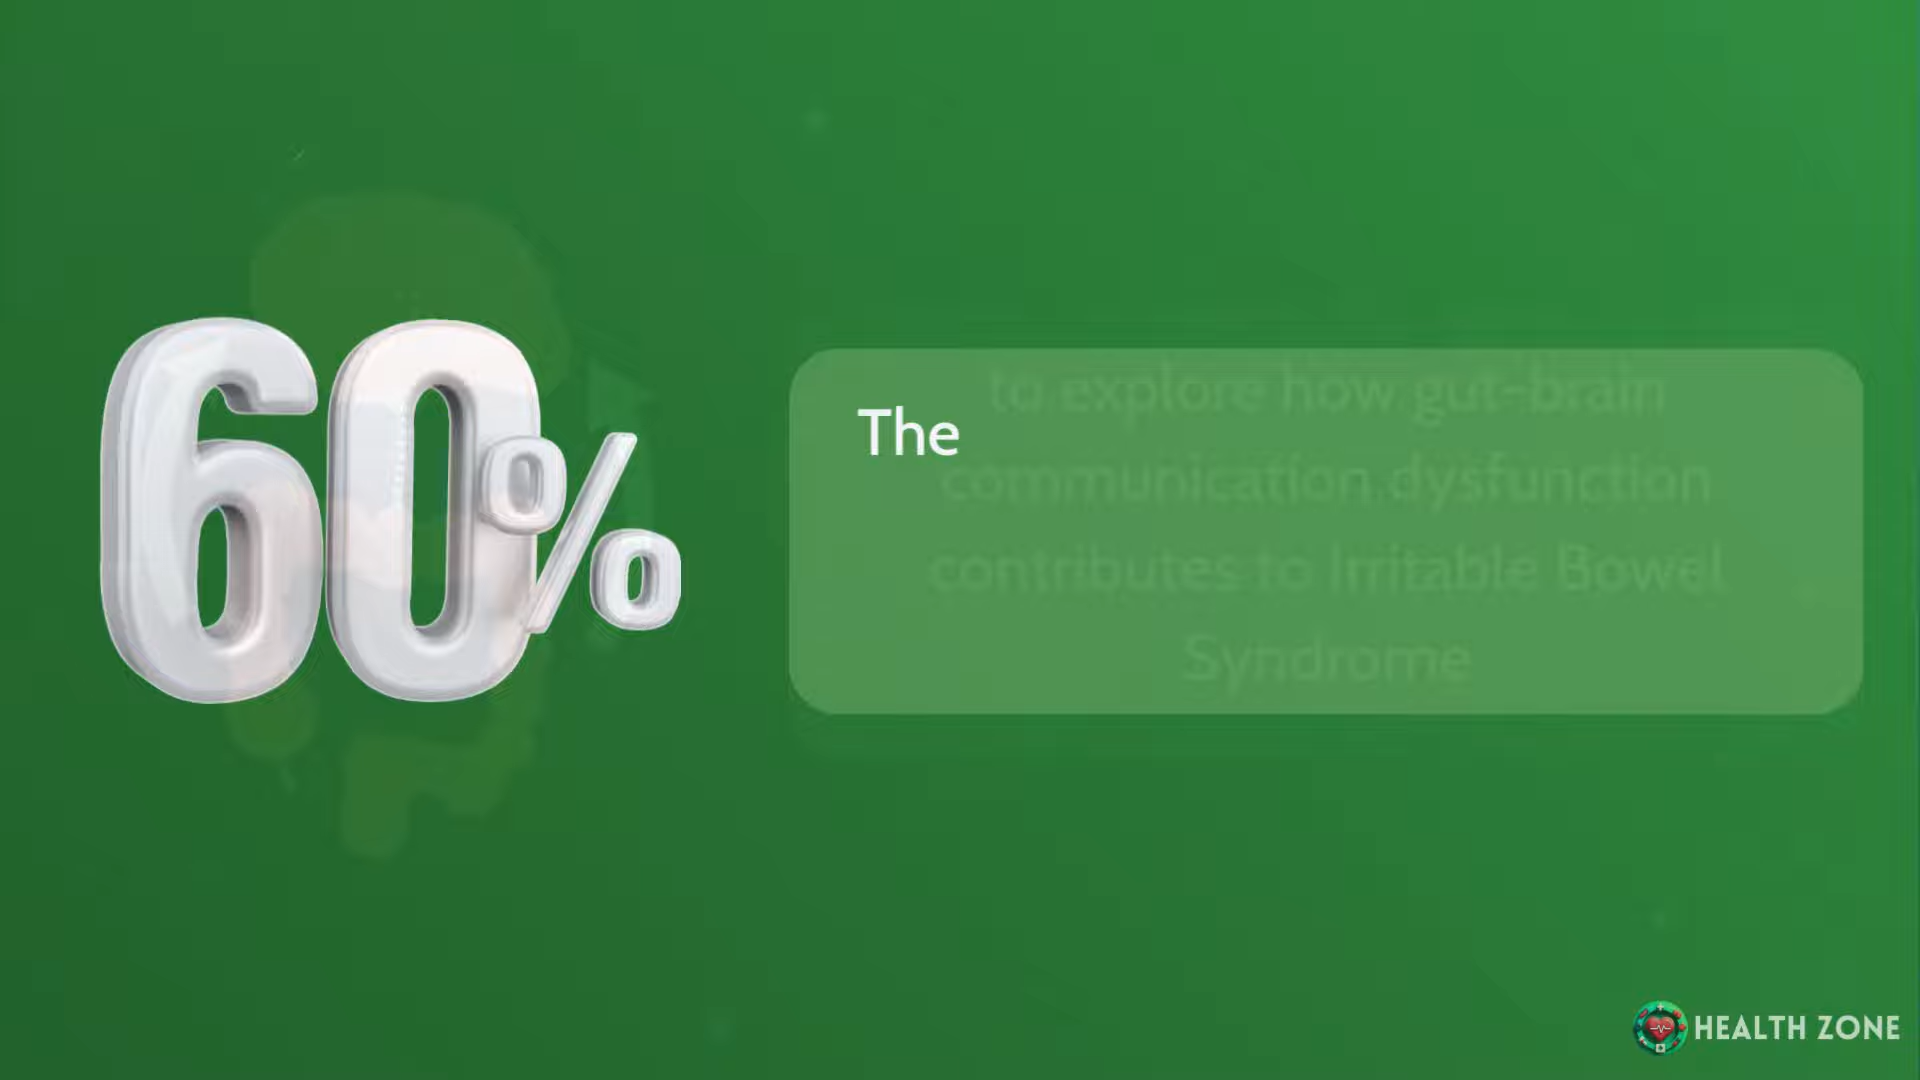 60%
The
to explore how gut-brain
communication dysfunction
contributes to Irritable Bowel
Syndrome
HEALTH ZONE